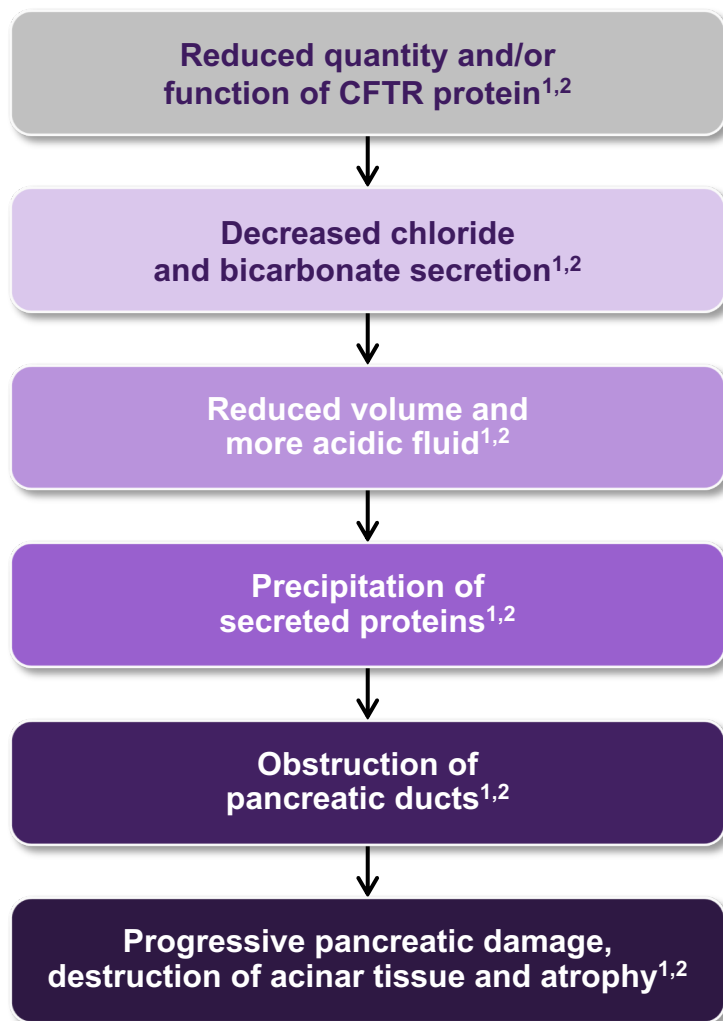 Reduced quantity and/or
function of CFTR protein¹,²
Decreased chloride
and bicarbonate secretion¹,²
Reduced volume and
more acidic fluid¹,²
Precipitation of
secreted proteins¹,²
Obstruction of
pancreatic ducts¹,²
Progressive pancreatic damage,
destruction of acinar tissue and atrophy¹,²